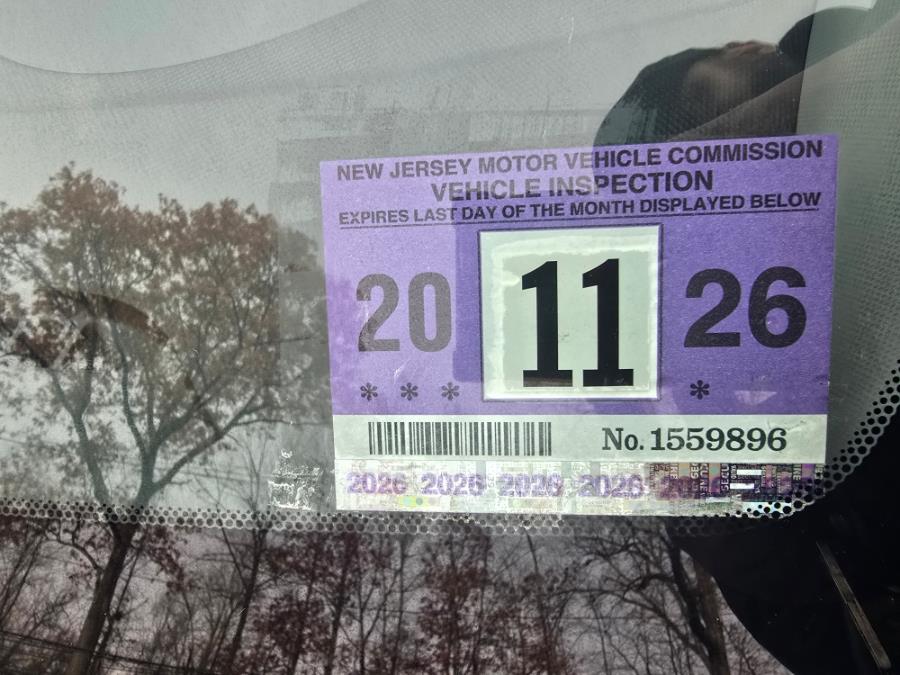 NEW JERSEY MOTOR VEHICLE COMMISSION
VEHICLE INSPECTION
EXPIRES LAST DAY OF THE MONTH DISPLAYED BELOW
20 11 26
* * * *
No. 1559896
2026 2026 2026 2026